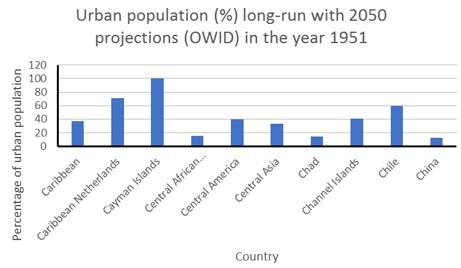 Urban population (%) long-run with 2050
projections (OWID) in the year 1951
Percentage of urban population
120
100
80
60
40
20
0
Caribbean
Caribbean Netherlands
Cayman Islands
Central African...
Central America
Central Asia
Chad
Channel Islands
Chile
China
Country